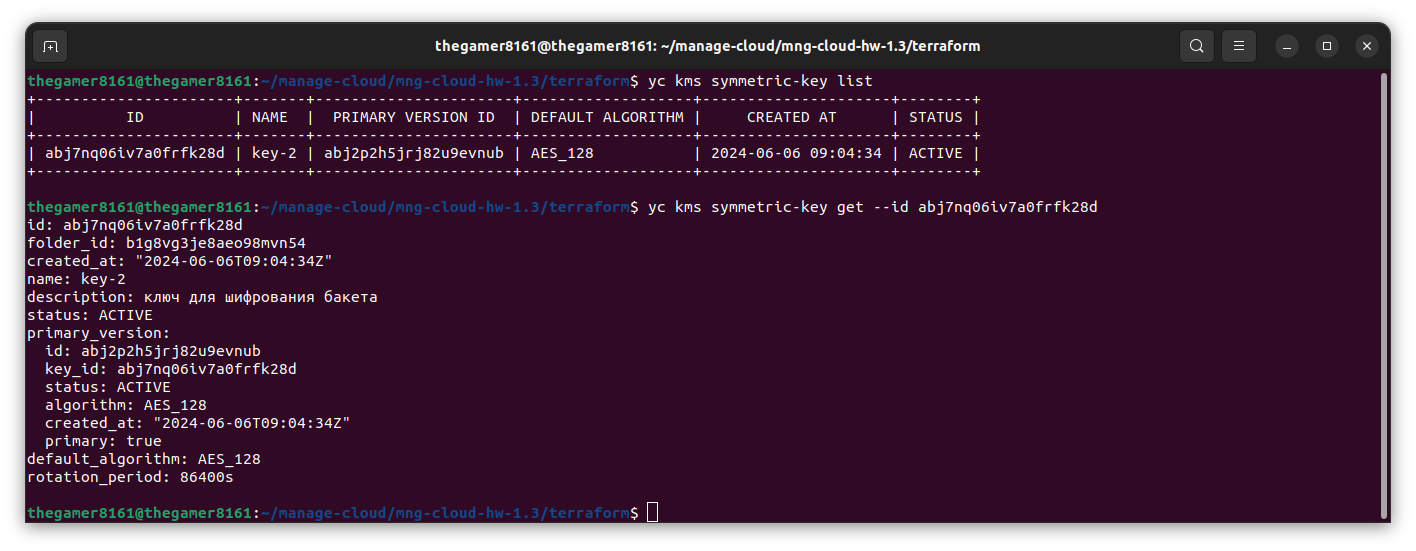 thegamer8161@thegamer8161: ~/manage-cloud/mng-cloud-hw-1.3/terraform
thegamer8161@thegamer8161:~/manage-cloud/mng-cloud-hw-1.3/terraform$ yc kms symmetric-key list
+----------------------+-------+----------------------+-------------------+---------------------+--------+
|          ID          | NAME  |  PRIMARY VERSION ID  | DEFAULT ALGORITHM |     CREATED AT      | STATUS |
+----------------------+-------+----------------------+-------------------+---------------------+--------+
| abj7nq06iv7a0frfk28d | key-2 | abj2p2h5jrj82u9evnub | AES_128           | 2024-06-06 09:04:34 | ACTIVE |
+----------------------+-------+----------------------+-------------------+---------------------+--------+
thegamer8161@thegamer8161:~/manage-cloud/mng-cloud-hw-1.3/terraform$ yc kms symmetric-key get --id abj7nq06iv7a0frfk28d
id: abj7nq06iv7a0frfk28d
folder_id: b1g8vg3je8aeo98mvn54
created_at: "2024-06-06T09:04:34Z"
name: key-2
description: ключ для шифрования бакета
status: ACTIVE
primary_version:
  id: abj2p2h5jrj82u9evnub
  key_id: abj7nq06iv7a0frfk28d
  status: ACTIVE
  algorithm: AES_128
  created_at: "2024-06-06T09:04:34Z"
  primary: true
default_algorithm: AES_128
rotation_period: 86400s
thegamer8161@thegamer8161:~/manage-cloud/mng-cloud-hw-1.3/terraform$